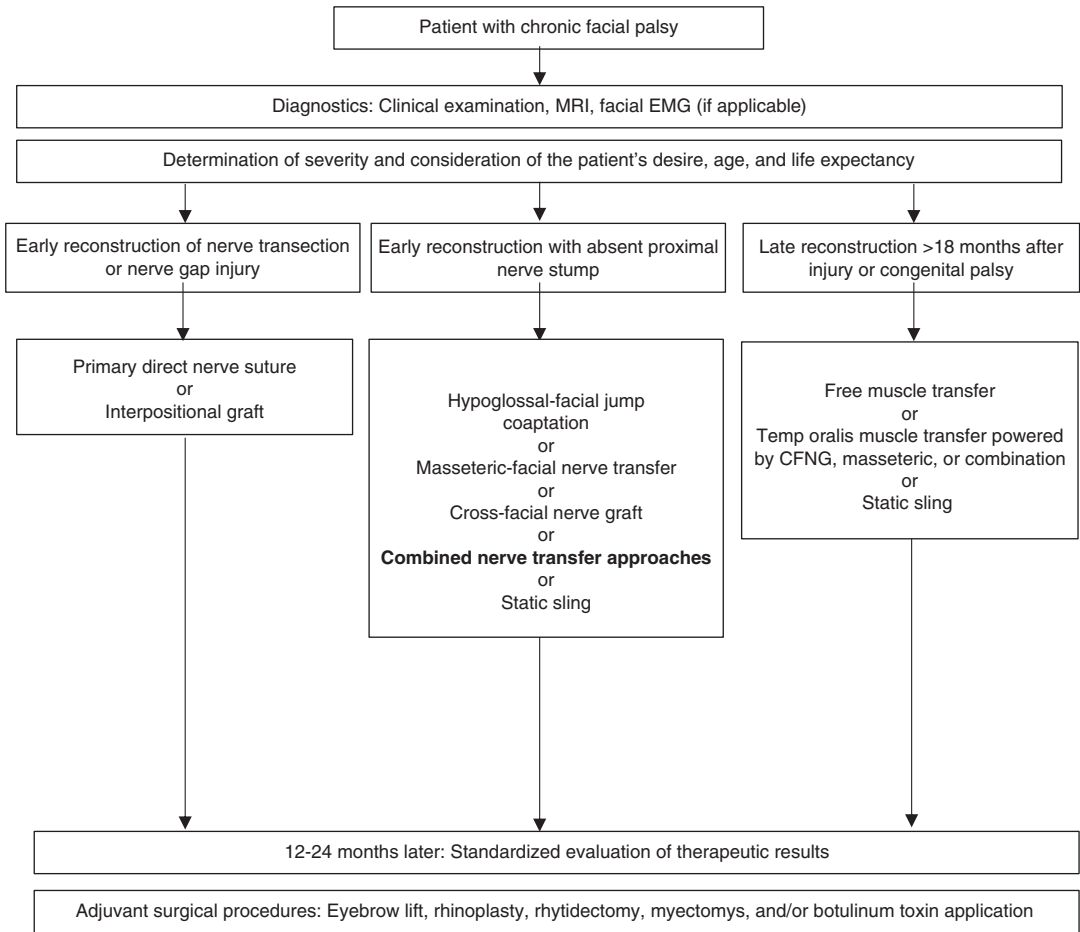 Patient with chronic facial palsy
Diagnostics: Clinical examination, MRI, facial EMG (if applicable)
Determination of severity and consideration of the patient's desire, age, and life expectancy
Early reconstruction of nerve transection
or nerve gap injury
Early reconstruction with absent proximal
nerve stump
Late reconstruction >18 months after
injury or congenital palsy
Primary direct nerve suture
or
Interpositional graft
Hypoglossal-facial jump
coaptation
or
Masseteric-facial nerve transfer
or
Cross-facial nerve graft
or
Combined nerve transfer approaches
or
Static sling
Free muscle transfer
or
Temp oralis muscle transfer powered
by CFNG, masseteric, or combination
or
Static sling
12-24 months later: Standardized evaluation of therapeutic results
Adjuvant surgical procedures: Eyebrow lift, rhinoplasty, rhytidectomy, myectomys, and/or botulinum toxin application